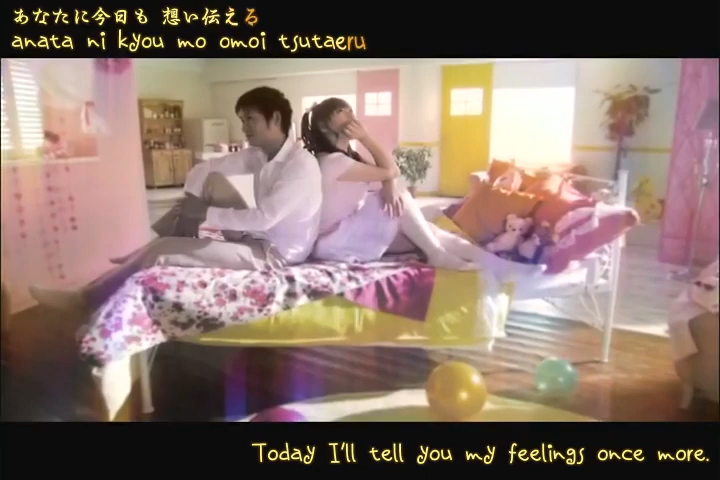 あなたに今日も 想い伝える
anata ni kyou mo omoi tsutaeru
Today I'll tell you my feelings once more.